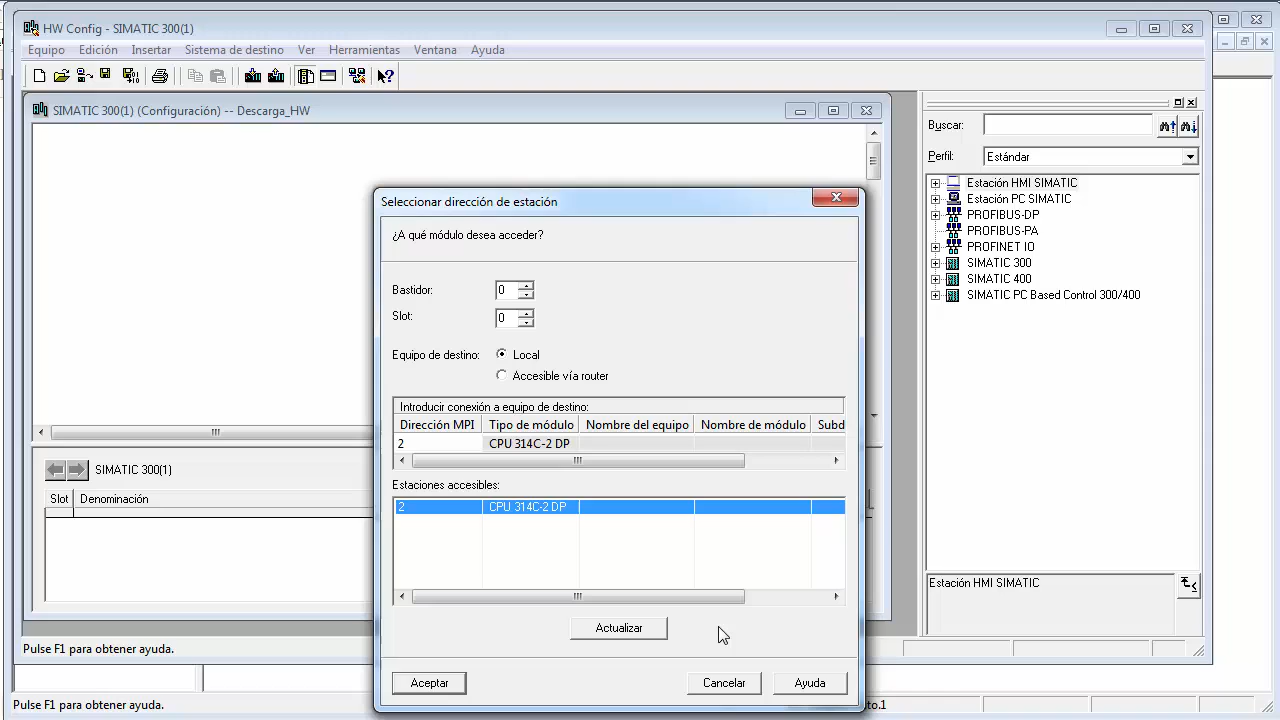 HW Config - SIMATIC 300(1)
Equipo Edición Insertar Sistema de destino Ver Herramientas Ventana Ayuda
SIMATIC 300(1) (Configuración) -- Descarga_HW
Buscar:
Perfil: Estándar
Estación HMI SIMATIC
Estación PC SIMATIC
PROFIBUS-DP
PROFIBUS-PA
PROFINET IO
SIMATIC 300
SIMATIC 400
SIMATIC PC Based Control 300/400
Estación HMI SIMATIC
Seleccionar dirección de estación
¿A qué módulo desea acceder?
Bastidor: 0
Slot: 0
Equipo de destino: Local
Accesible vía router
Introducir conexión a equipo de destino:
Dirección MPI Tipo de módulo Nombre del equipo Nombre de módulo Subd
2 CPU 314C-2 DP
Estaciones accesibles:
2 CPU 314C-2 DP
Actualizar
Aceptar Cancelar Ayuda
SIMATIC 300(1)
Slot Denominación
Pulse F1 para obtener ayuda.
Pulse F1 para obtener ayuda.
to.1